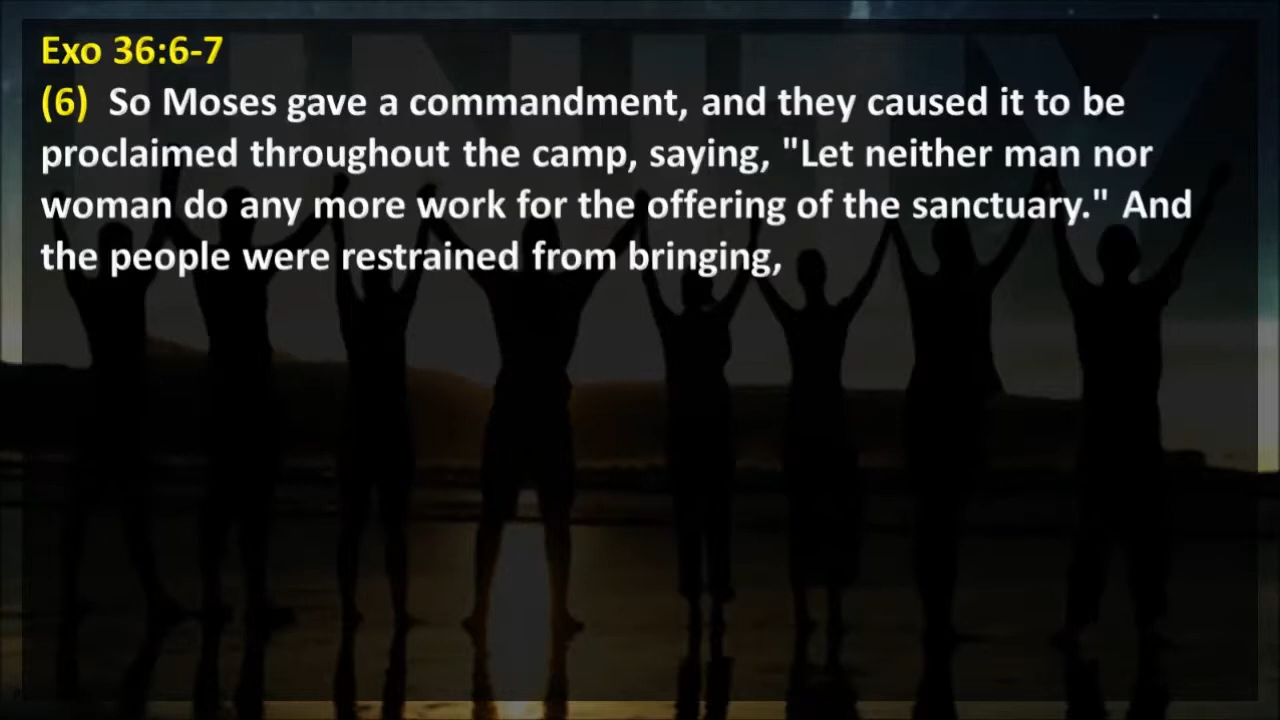 UNITY
Exo 36:6-7
(6) So Moses gave a commandment, and they caused it to be
proclaimed throughout the camp, saying, "Let neither man nor
woman do any more work for the offering of the sanctuary." And
the people were restrained from bringing,